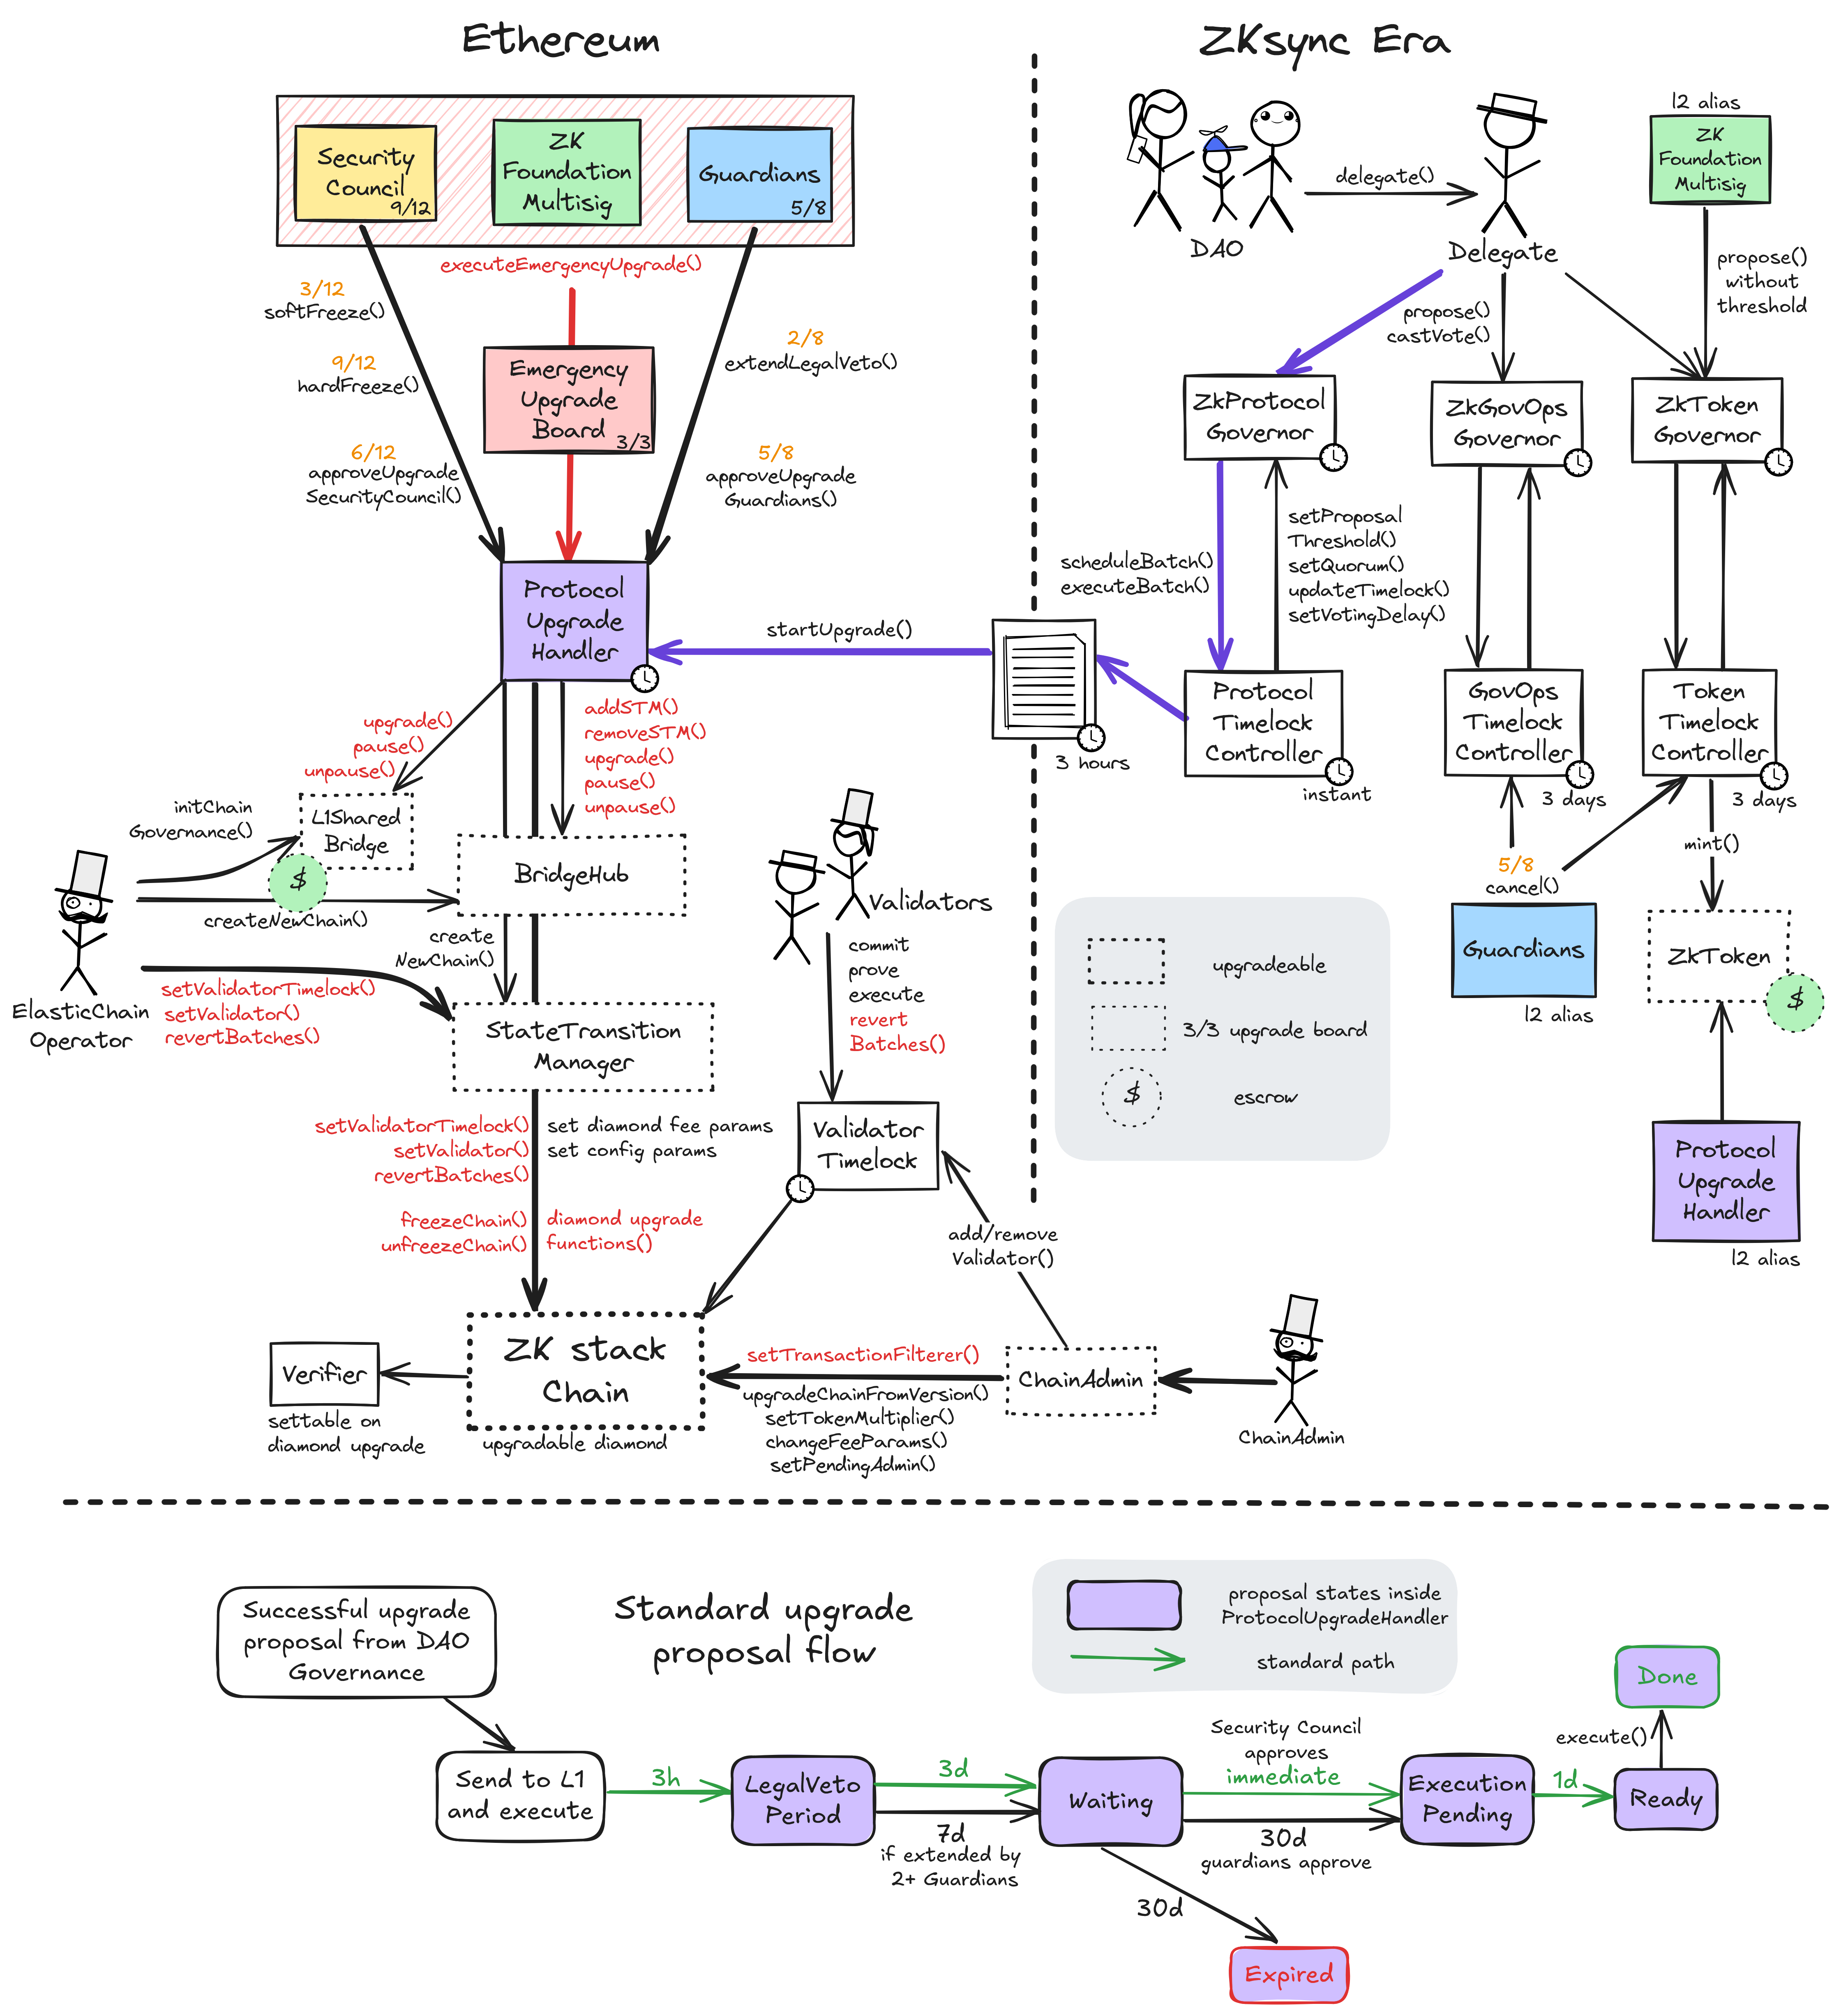 Ethereum
ZKsync Era
Security
Council
9/12
ZK
Foundation
Multisig
Guardians
5/8
executeEmergencyUpgrade()
3/12
softFreeze()
9/12
hardFreeze()
6/12
approveUpgrade
SecurityCouncil()
Emergency
Upgrade
Board
3/3
2/8
extendLegalVeto()
5/8
approveUpgrade
Guardians()
Protocol
Upgrade
Handler
startUpgrade()
3 hours
upgrade()
pause()
unpause()
addSTM()
removeSTM()
upgrade()
pause()
unpause()
initChain
Governance()
L1Shared
Bridge
$
createNewChain()
BridgeHub
create
NewChain()
ElasticChain
Operator
setValidatorTimelock()
setValidator()
revertBatches()
StateTransition
Manager
Validators
commit
prove
execute
revert
Batches()
setValidatorTimelock()
setValidator()
revertBatches()
set diamond fee params
set config params
freezeChain()
unfreezeChain()
diamond upgrade
functions()
Validator
Timelock
add/remove
Validator()
Verifier
settable on
diamond upgrade
ZK stack
Chain
upgradable diamond
setTransactionFilterer()
upgradeChainFromVersion()
setTokenMultiplier()
changeFeeParams()
setPendingAdmin()
ChainAdmin
ChainAdmin
DAO
delegate()
Delegate
l2 alias
ZK
Foundation
Multisig
propose()
without
threshold
propose()
castVote()
ZkProtocol
Governor
ZkGovOps
Governor
ZkToken
Governor
scheduleBatch()
executeBatch()
setProposal
Threshold()
setQuorum()
updateTimelock()
setVotingDelay()
Protocol
Timelock
Controller
instant
GovOps
Timelock
Controller
3 days
Token
Timelock
Controller
3 days
5/8
cancel()
Guardians
l2 alias
mint()
ZkToken
$
Protocol
Upgrade
Handler
l2 alias
upgradeable
3/3 upgrade board
$
escrow
Standard upgrade
proposal flow
proposal states inside
ProtocolUpgradeHandler
standard path
Successful upgrade
proposal from DAO
Governance
Send to L1
and execute
3h
LegalVeto
Period
3d
7d
if extended by
2+ Guardians
Waiting
Security Council
approves
immediate
30d
guardians approve
30d
Expired
Execution
Pending
1d
Ready
execute()
Done